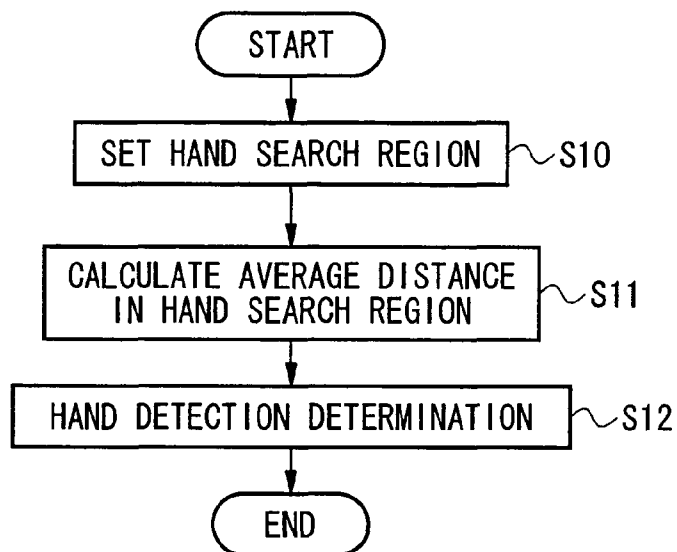 START
SET HAND SEARCH REGION
S10
CALCULATE AVERAGE DISTANCE
IN HAND SEARCH REGION
S11
HAND DETECTION DETERMINATION
S12
END